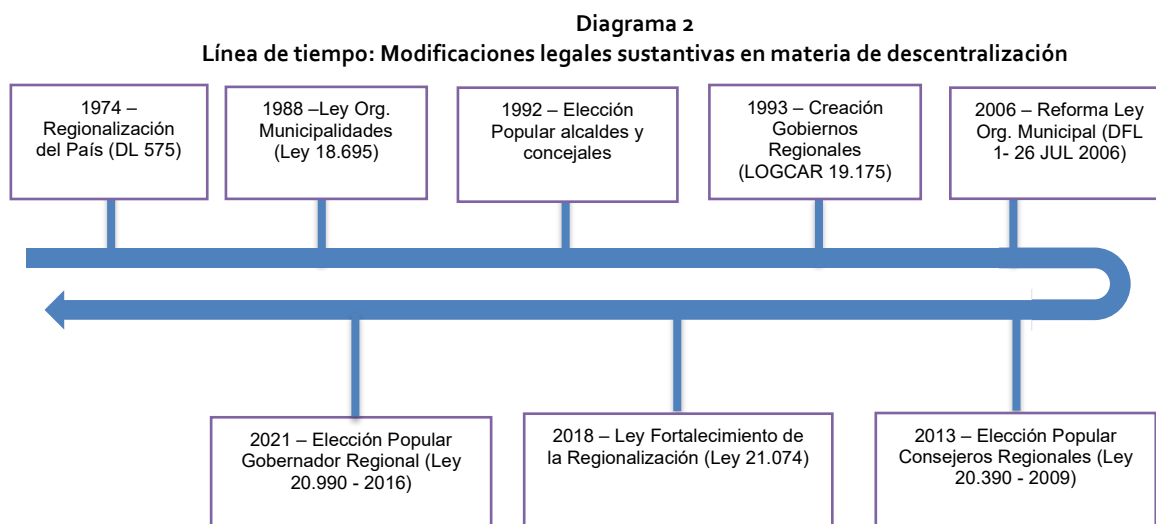 Diagrama 2
Línea de tiempo: Modificaciones legales sustantivas en materia de descentralización
1974 –
Regionalización
del País (DL 575)
1988 –Ley Org.
Municipalidades
(Ley 18.695)
1992 – Elección
Popular alcaldes y
concejales
1993 – Creación
Gobiernos
Regionales
(LOGCAR 19.175)
2006 – Reforma Ley
Org. Municipal (DFL
1- 26 JUL 2006)
2021 – Elección Popular
Gobernador Regional (Ley
20.990 - 2016)
2018 – Ley Fortalecimiento de
la Regionalización (Ley 21.074)
2013 – Elección Popular
Consejeros Regionales (Ley
20.390 - 2009)